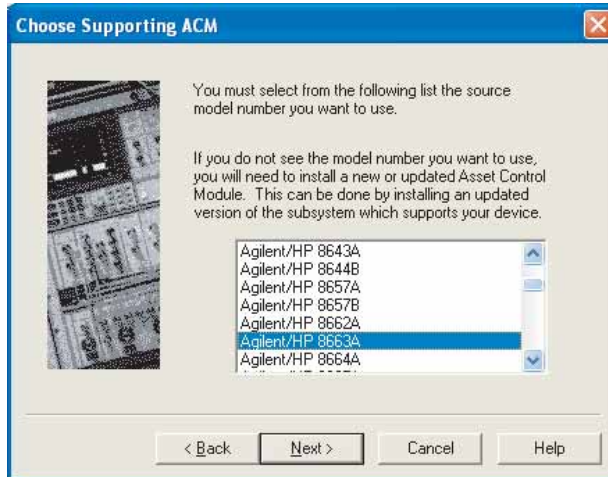 Choose Supporting ACM
You must select from the following list the source
model number you want to use.
If you do not see the model number you want to use,
you will need to install a new or updated Asset Control
Module. This can be done by installing an updated
version of the subsystem which supports your device.
Agilent/HP 8643A
Agilent/HP 8644B
Agilent/HP 8657A
Agilent/HP 8657B
Agilent/HP 8662A
Agilent/HP 8663A
Agilent/HP 8664A
< Back
Next >
Cancel
Help